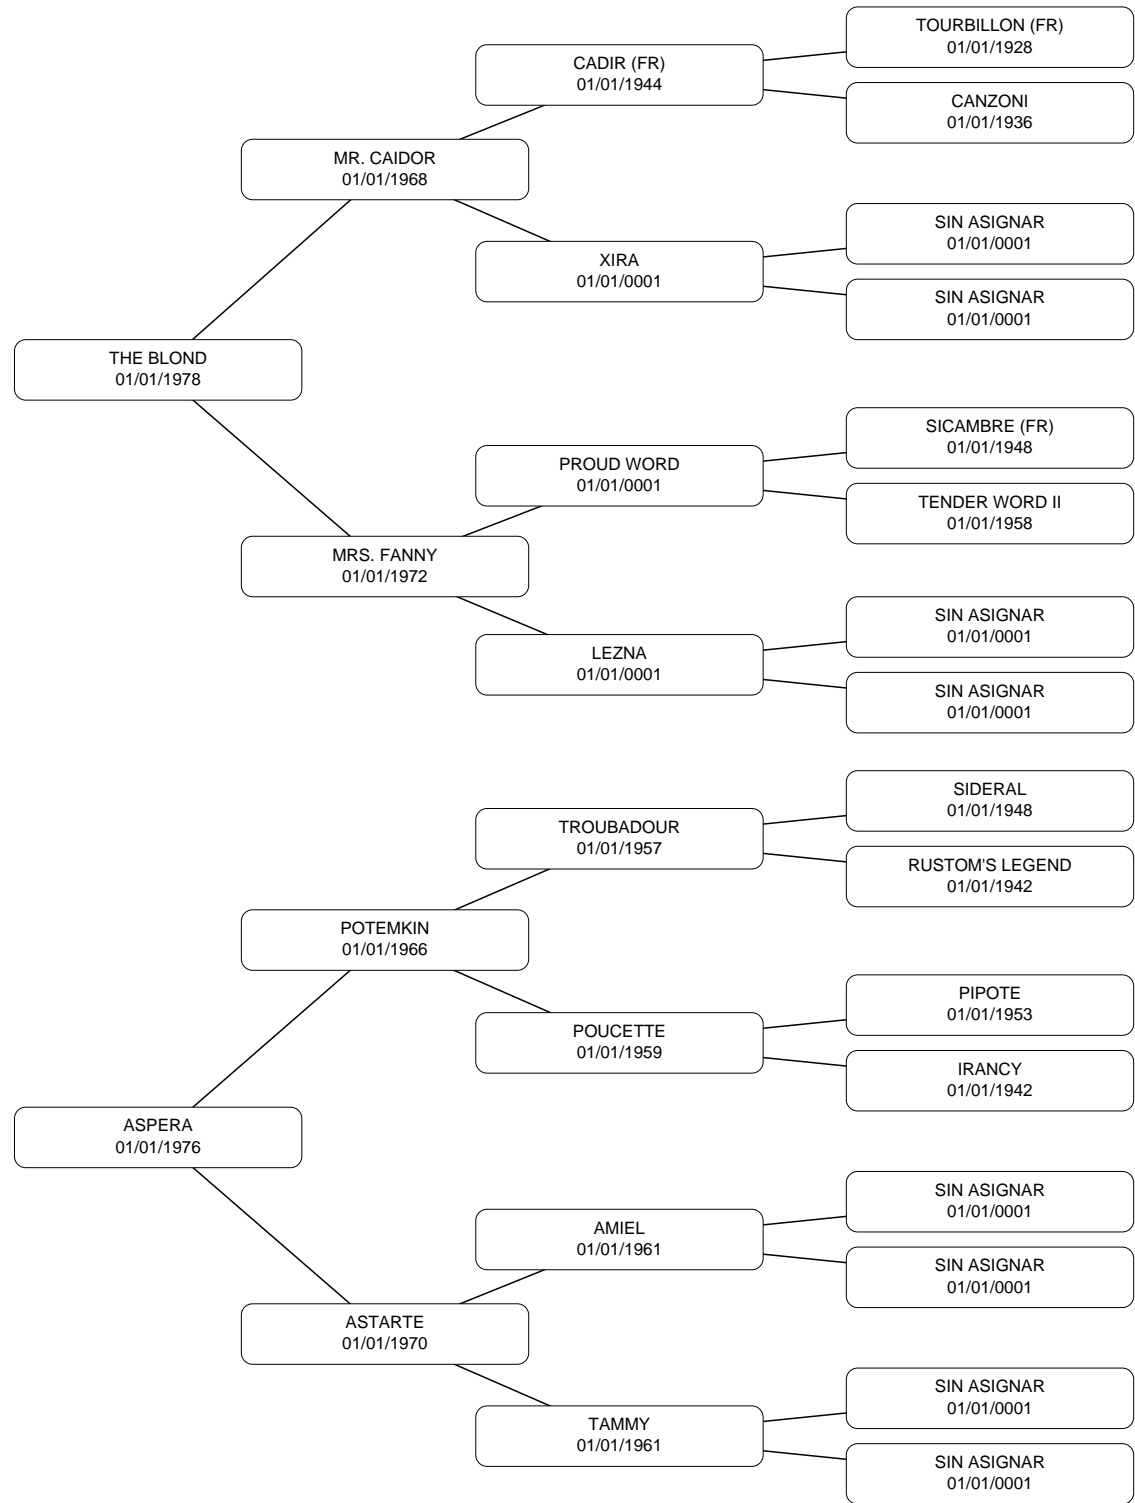 TOURBILLON (FR)
01/01/1928
CADIR (FR)
01/01/1944
CANZONI
01/01/1936
MR. CAIDOR
01/01/1968
SIN ASIGNAR
01/01/0001
XIRA
01/01/0001
SIN ASIGNAR
01/01/0001
THE BLOND
01/01/1978
SICAMBRE (FR)
01/01/1948
PROUD WORD
01/01/0001
TENDER WORD II
01/01/1958
MRS. FANNY
01/01/1972
SIN ASIGNAR
01/01/0001
LEZNA
01/01/0001
SIN ASIGNAR
01/01/0001
SIDERAL
01/01/1948
TROUBADOUR
01/01/1957
RUSTOM'S LEGEND
01/01/1942
POTEMKIN
01/01/1966
PIPOTE
01/01/1953
POUCETTE
01/01/1959
IRANCY
01/01/1942
ASPERA
01/01/1976
SIN ASIGNAR
01/01/0001
AMIEL
01/01/1961
SIN ASIGNAR
01/01/0001
ASTARTE
01/01/1970
SIN ASIGNAR
01/01/0001
TAMMY
01/01/1961
SIN ASIGNAR
01/01/0001